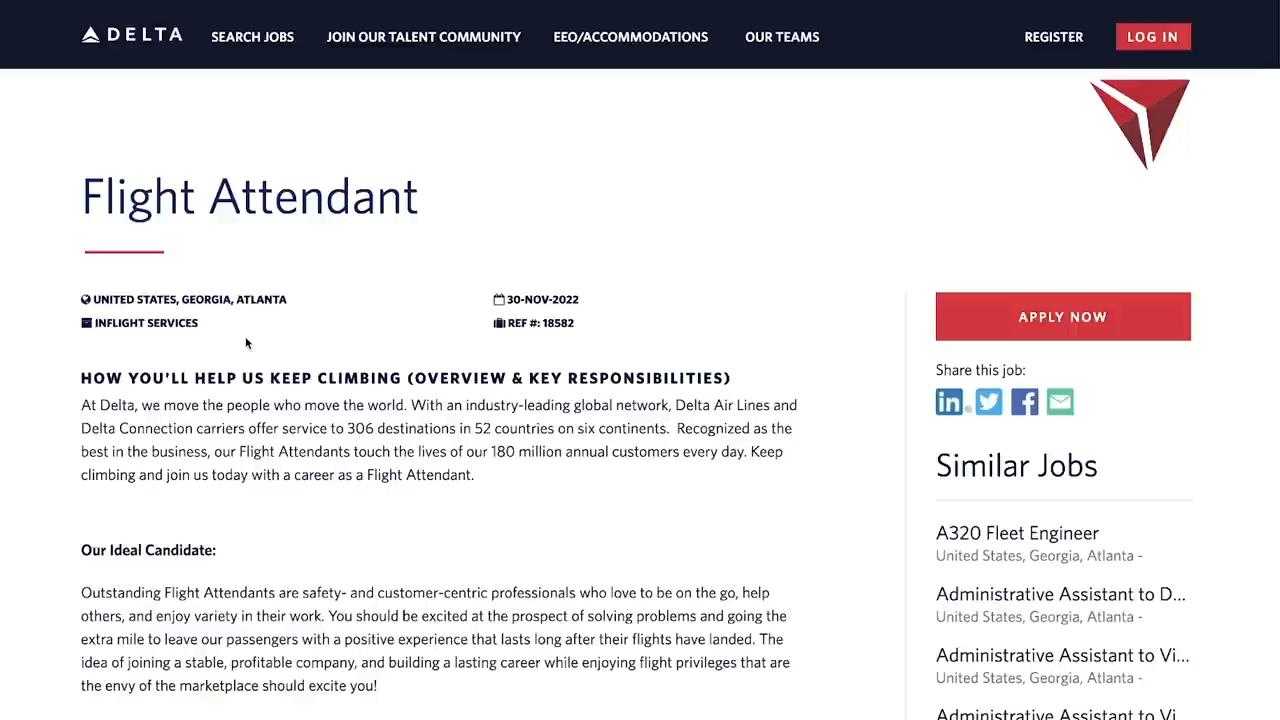 DELTA SEARCH JOBS JOIN OUR TALENT COMMUNITY EEO/ACCOMMODATIONS OUR TEAMS REGISTER LOG IN
Flight Attendant
UNITED STATES, GEORGIA, ATLANTA
30-NOV-2022
INFLIGHT SERVICES
REF #: 18582
HOW YOU'LL HELP US KEEP CLIMBING (OVERVIEW & KEY RESPONSIBILITIES)
At Delta, we move the people who move the world. With an industry-leading global network, Delta Air Lines and
Delta Connection carriers offer service to 306 destinations in 52 countries on six continents. Recognized as the
best in the business, our Flight Attendants touch the lives of our 180 million annual customers every day. Keep
climbing and join us today with a career as a Flight Attendant.
Our Ideal Candidate:
Outstanding Flight Attendants are safety- and customer-centric professionals who love to be on the go, help
others, and enjoy variety in their work. You should be excited at the prospect of solving problems and going the
extra mile to leave our passengers with a positive experience that lasts long after their flights have landed. The
idea of joining a stable, profitable company, and building a lasting career while enjoying flight privileges that are
the envy of the marketplace should excite you!
APPLY NOW
Share this job:
in
Similar Jobs
A320 Fleet Engineer
United States, Georgia, Atlanta -
Administrative Assistant to D...
United States, Georgia, Atlanta -
Administrative Assistant to Vi...
United States, Georgia, Atlanta -
Administrative Assistant to Vi...